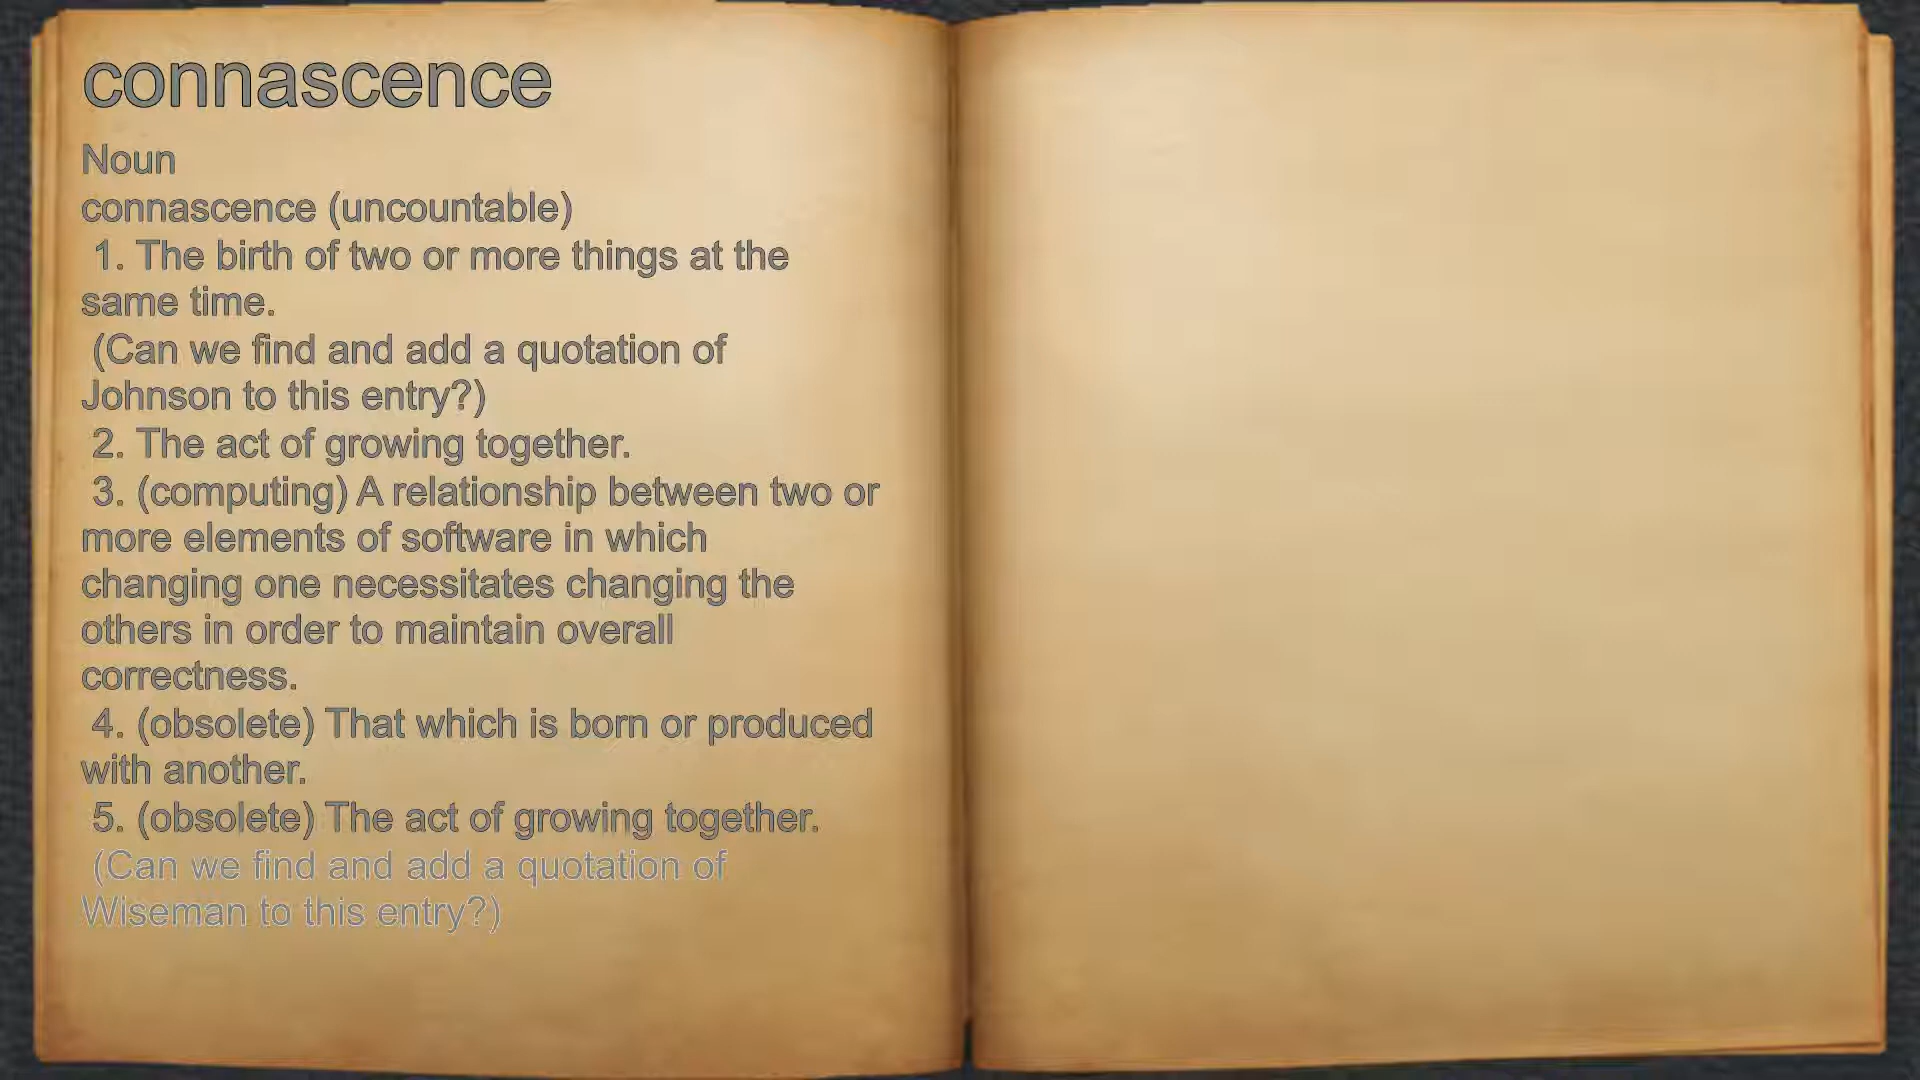 connascence
Noun
connascence (uncountable)
1. The birth of two or more things at the
same time.
(Can we find and add a quotation of
Johnson to this entry?)
2. The act of growing together.
3. (computing) A relationship between two or
more elements of software in which
changing one necessitates changing the
others in order to maintain overall
correctness.
4. (obsolete) That which is born or produced
with another.
5. (obsolete) The act of growing together.
(Can we find and add a quotation of
Wiseman to this entry?)